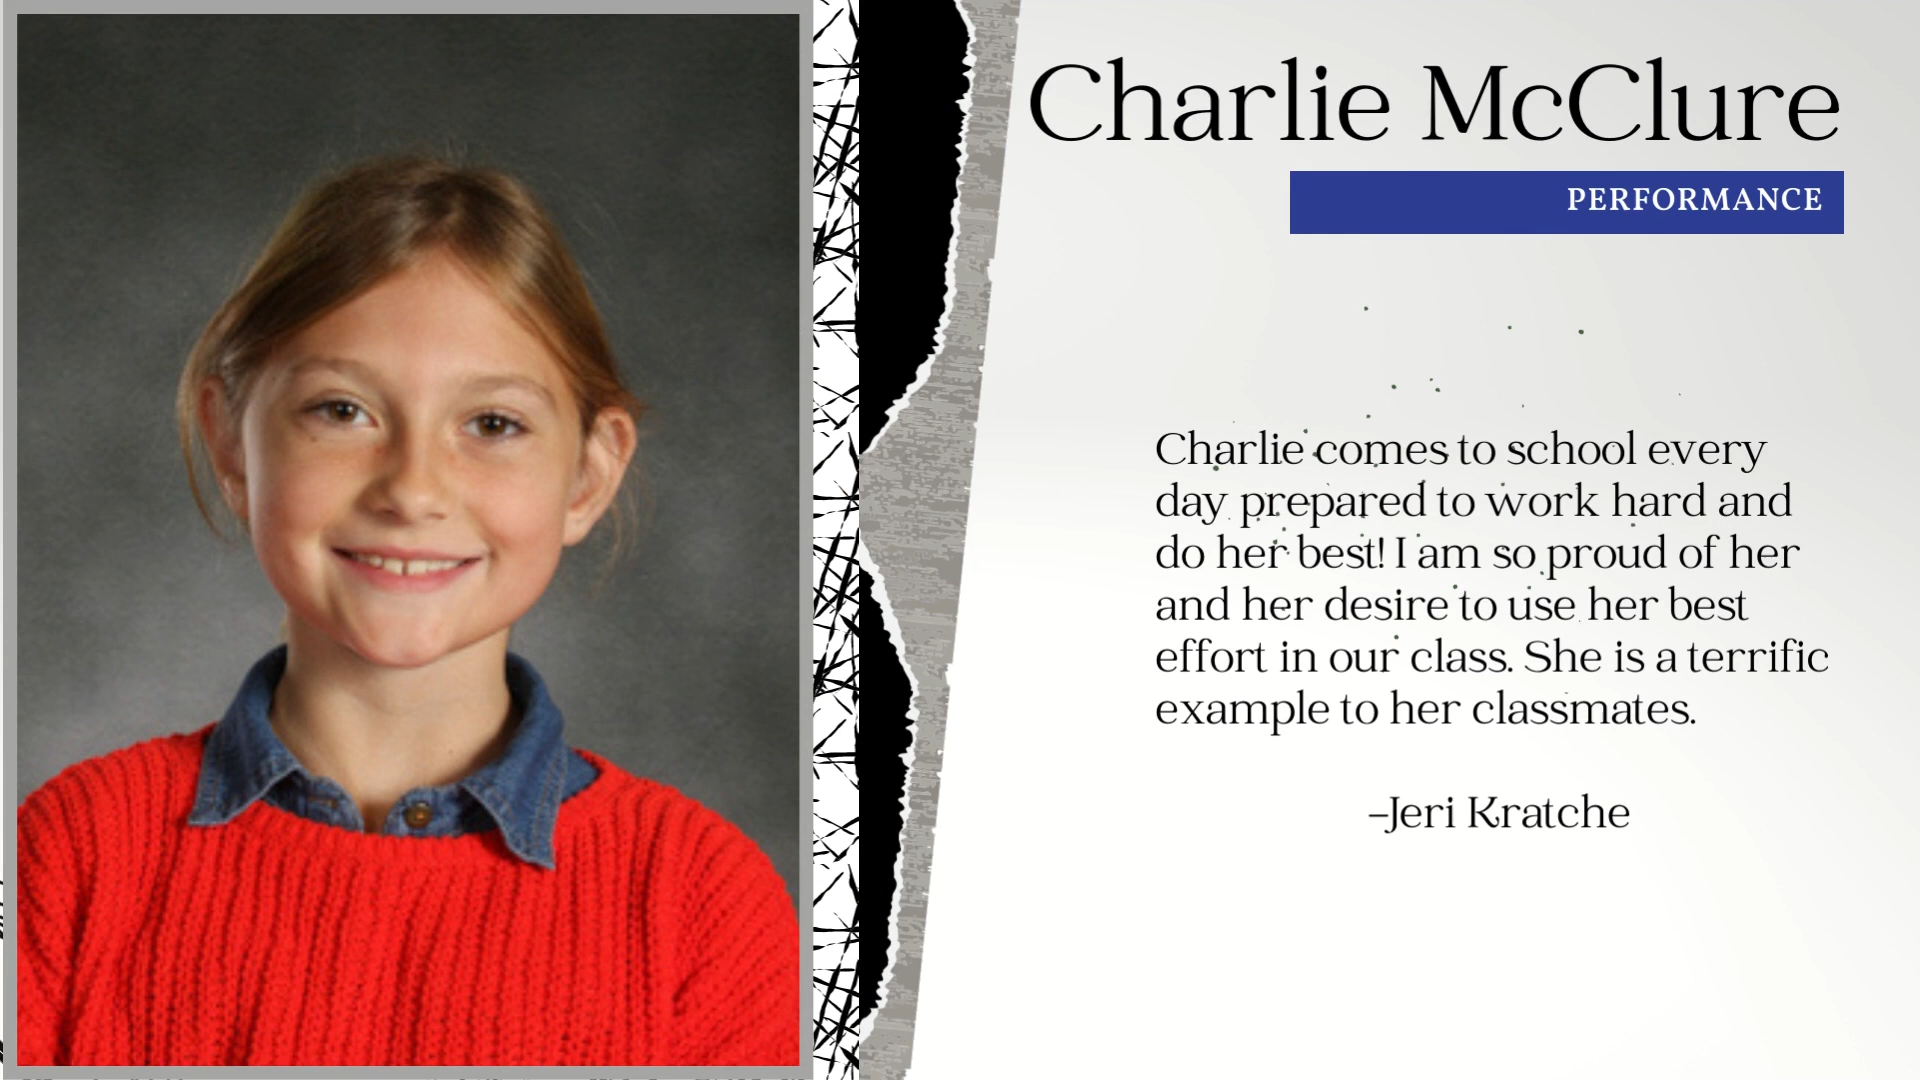 Charlie McClure
PERFORMANCE
Charlie comes to school every
day prepared to work hard and
do her best! I am so proud of her
and her desire to use her best
effort in our class. She is a terrific
example to her classmates.
–Jeri Kratche